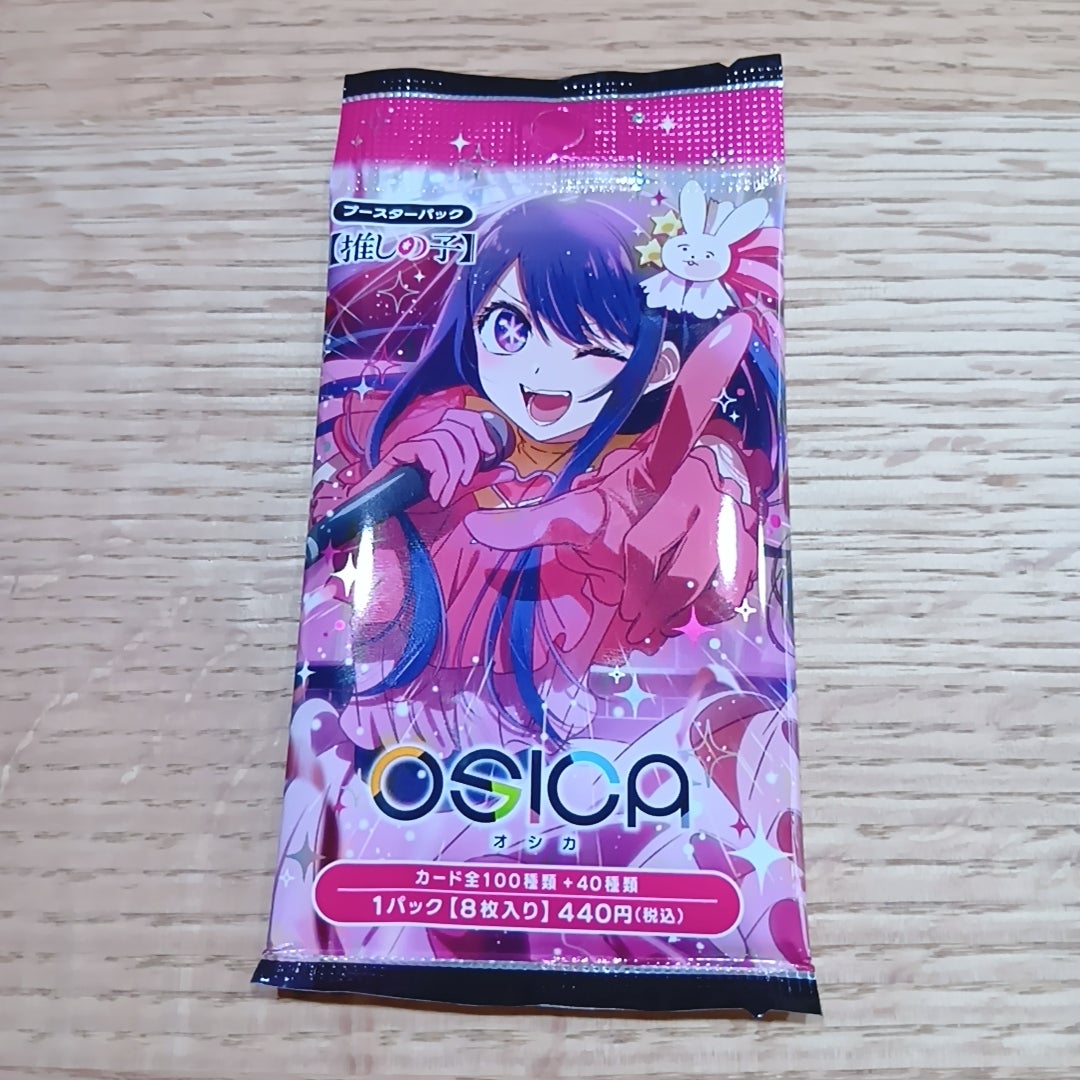 ブースターパック
【推しの子】
OSICA
オシカ
カード全100種類+40種類
1パック【8枚入り】440円(税込)